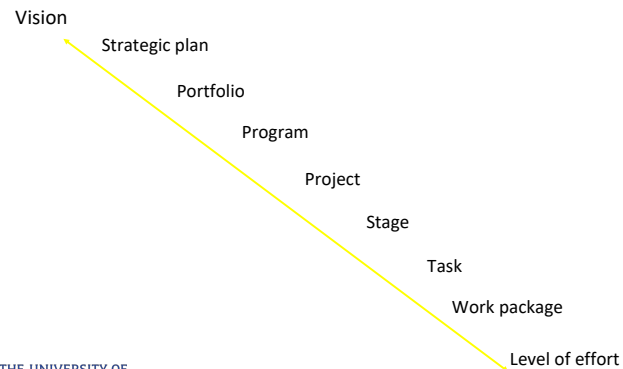 Vision
Strategic plan
Portfolio
Program
Project
Stage
Task
Work package
Level of effort
THE UNIVERSITY OF